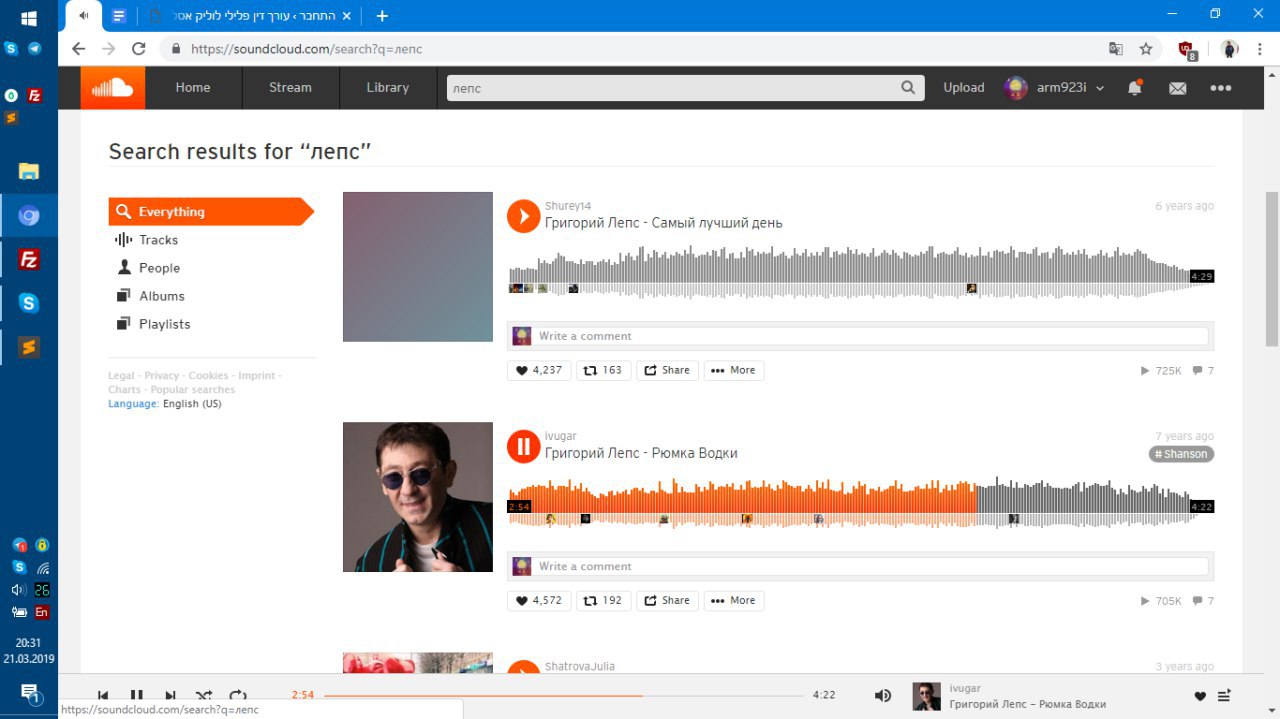 התחבר › עורך דין פלילי לוליק אסל
https://soundcloud.com/search?q=лепс
8
Home
Stream
Library
лепс
Upload
arm923i
Search results for “лепс”
Everything
Tracks
People
Albums
Playlists
Legal - Privacy - Cookies - Imprint -
Charts - Popular searches
Language: English (US)
Shurey14
6 years ago
Григорий Лепс - Самый лучший день
4:29
Write a comment
4,237
163
Share
More
725K
7
ivugar
7 years ago
Григорий Лепс - Рюмка Водки
# Shanson
2:54
4:22
Write a comment
4,572
192
Share
More
705K
7
ShatrovaJulia
3 years ago
2:54
4:22
ivugar
Григорий Лепс - Рюмка Водки
https://soundcloud.com/search?q=лепс
26
En
20:31
21.03.2019
1